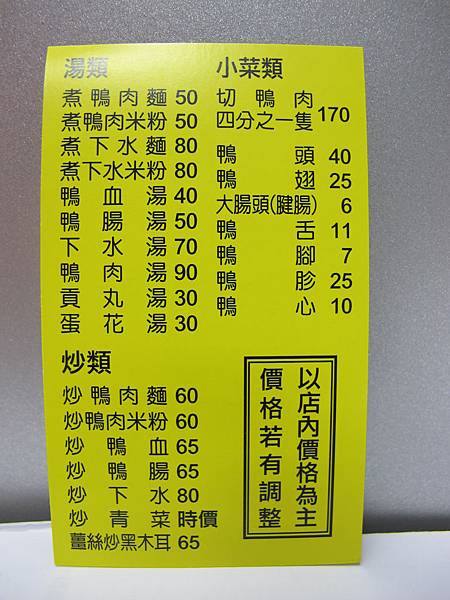 湯類
煮鴨肉麵 50
煮鴨肉米粉 50
煮下水麵 80
煮下水米粉 80
鴨血湯 40
鴨腸湯 50
下水湯 70
鴨肉湯 90
貢丸湯 30
蛋花湯 30
炒類
炒鴨肉麵 60
炒鴨肉米粉 60
炒鴨血 65
炒鴨腸 65
炒下水 80
炒青菜 時價
薑絲炒黑木耳 65
小菜類
切鴨肉
四分之一隻 170
鴨頭 40
鴨翅 25
大腸頭(腱腸) 6
鴨舌 11
鴨腳 7
鴨胗 25
鴨心 10
以店內價格為主
價格若有調整